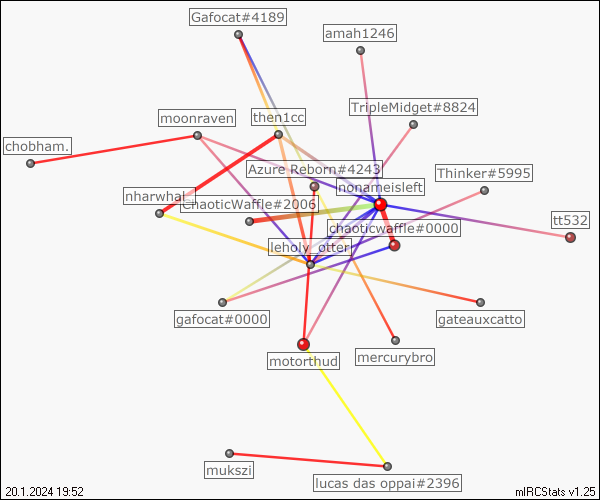 Gafocat#4189
amah1246
TripleMidget#8824
then1cc
moonraven
chobham.
Azure Reborn#4243
Thinker#5995
nonameisleft
nharwhal_
ChaoticWaffle#2006
tt532
chaoticwaffle#0000
leholy_otter
gafocat#0000
gateauxcatto
mercurybro
motorthud
mukszi
lucas das oppai#2396
20.1.2024 19:52
mIRCStats v1.25